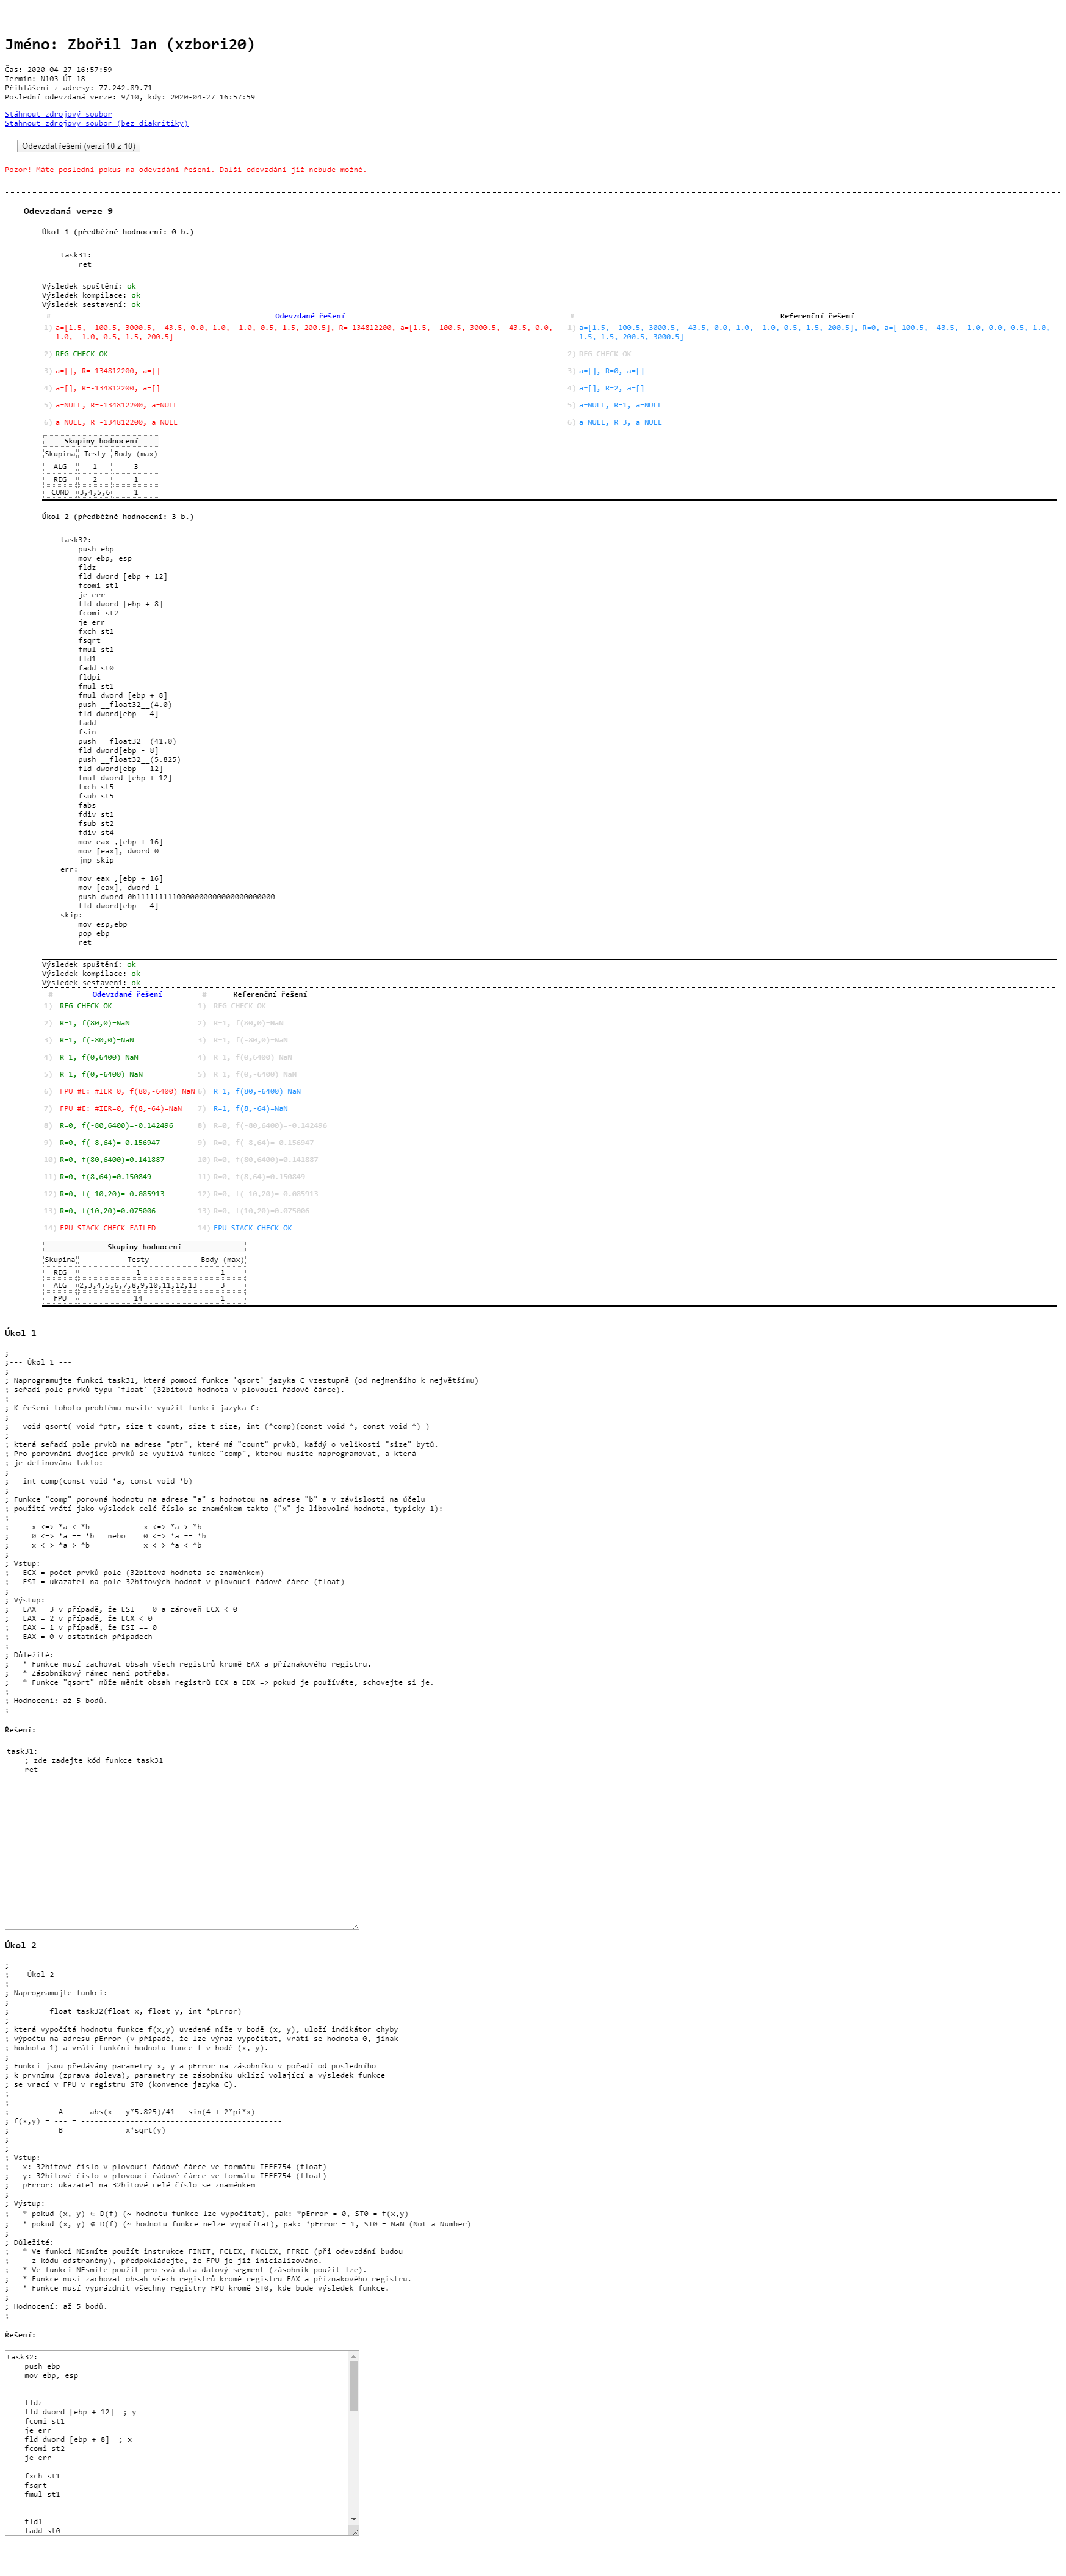 Jméno: Zbořil Jan (xzbori20)
Čas: 2020-04-27 16:57:59
Termín: N103-ÚT-18
Přihlášení z adresy: 77.242.89.71
Poslední odevzdaná verze: 9/10, kdy: 2020-04-27 16:57:59
Stáhnout zdrojový soubor
Stahnout zdrojovy soubor (bez diakritiky)
Odevzdat řešení (verzi 10 z 10)
Pozor! Máte poslední pokus na odevzdání řešení. Další odevzdání již nebude možné.
Odevzdaná verze 9
Úkol 1 (předběžné hodnocení: 0 b.)
task31:
ret
Výsledek spuštění: ok
Výsledek kompilace: ok
Výsledek sestavení: ok
# Odevzdané řešení # Referenční řešení
1) a=[1.5, -100.5, 3000.5, -43.5, 0.0, 1.0, -1.0, 0.5, 1.5, 200.5], R=-134812200, a=[1.5, -100.5, 3000.5, -43.5, 0.0, 1) a=[1.5, -100.5, 3000.5, -43.5, 0.0, 1.0, -1.0, 0.5, 1.5, 200.5], R=0, a=[-100.5, -43.5, -1.0, 0.0, 0.5, 1.0,
1.0, -1.0, 0.5, 1.5, 200.5] 1.5, 1.5, 200.5, 3000.5]
2) REG CHECK OK 2) REG CHECK OK
3) a=[], R=-134812200, a=[] 3) a=[], R=0, a=[]
4) a=[], R=-134812200, a=[] 4) a=[], R=2, a=[]
5) a=NULL, R=-134812200, a=NULL 5) a=NULL, R=1, a=NULL
6) a=NULL, R=-134812200, a=NULL 6) a=NULL, R=3, a=NULL
Skupiny hodnocení
Skupina Testy Body (max)
ALG 1 3
REG 2 1
COND 3,4,5,6 1
Úkol 2 (předběžné hodnocení: 3 b.)
task32:
push ebp
mov ebp, esp
fldz
fld dword [ebp + 12]
fcomi st1
je err
fld dword [ebp + 8]
fcomi st2
je err
fxch st1
fsqrt
fmul st1
fld1
fadd st0
fldpi
fmul st1
fmul dword [ebp + 8]
push __float32__(4.0)
fld dword[ebp - 4]
fadd
fsin
push __float32__(41.0)
fld dword[ebp - 8]
push __float32__(5.825)
fld dword[ebp - 12]
fmul dword [ebp + 12]
fxch st5
fsub st5
fabs
fdiv st1
fsub st2
fdiv st4
mov eax ,[ebp + 16]
mov [eax], dword 0
jmp skip
err:
mov eax ,[ebp + 16]
mov [eax], dword 1
push dword 0b11111111100000000000000000000000
fld dword[ebp - 4]
skip:
mov esp,ebp
pop ebp
ret
Výsledek spuštění: ok
Výsledek kompilace: ok
Výsledek sestavení: ok
# Odevzdané řešení # Referenční řešení
1) REG CHECK OK 1) REG CHECK OK
2) R=1, f(80,0)=NaN 2) R=1, f(80,0)=NaN
3) R=1, f(-80,0)=NaN 3) R=1, f(-80,0)=NaN
4) R=1, f(0,6400)=NaN 4) R=1, f(0,6400)=NaN
5) R=1, f(0,-6400)=NaN 5) R=1, f(0,-6400)=NaN
6) FPU #E: #IER=0, f(80,-6400)=NaN 6) R=1, f(80,-6400)=NaN
7) FPU #E: #IER=0, f(8,-64)=NaN 7) R=1, f(8,-64)=NaN
8) R=0, f(-80,6400)=-0.142496 8) R=0, f(-80,6400)=-0.142496
9) R=0, f(-8,64)=-0.156947 9) R=0, f(-8,64)=-0.156947
10) R=0, f(80,6400)=0.141887 10) R=0, f(80,6400)=0.141887
11) R=0, f(8,64)=0.150849 11) R=0, f(8,64)=0.150849
12) R=0, f(-10,20)=-0.085913 12) R=0, f(-10,20)=-0.085913
13) R=0, f(10,20)=0.075006 13) R=0, f(10,20)=0.075006
14) FPU STACK CHECK FAILED 14) FPU STACK CHECK OK
Skupiny hodnocení
Skupina Testy Body (max)
REG 1 1
ALG 2,3,4,5,6,7,8,9,10,11,12,13 3
FPU 14 1
Úkol 1
;
;--- Úkol 1 ---
;
; Naprogramujte funkci task31, která pomocí funkce 'qsort' jazyka C vzestupně (od nejmenšího k největšímu)
; seřadí pole prvků typu 'float' (32bitová hodnota v plovoucí řádové čárce).
;
; K řešení tohoto problému musíte využít funkci jazyka C:
;
; void qsort( void *ptr, size_t count, size_t size, int (*comp)(const void *, const void *) )
;
; která seřadí pole prvků na adrese "ptr", které má "count" prvků, každý o velikosti "size" bytů.
; Pro porovnání dvojice prvků se využívá funkce "comp", kterou musíte naprogramovat, a která
; je definována takto:
;
; int comp(const void *a, const void *b)
;
; Funkce "comp" porovná hodnotu na adrese "a" s hodnotou na adrese "b" a v závislosti na účelu
; použití vrátí jako výsledek celé číslo se znaménkem takto ("x" je libovolná hodnota, typicky 1):
;
; -x <=> *a < *b -x <=> *a > *b
; 0 <=> *a == *b nebo 0 <=> *a == *b
; x <=> *a > *b x <=> *a < *b
;
; Vstup:
; ECX = počet prvků pole (32bitová hodnota se znaménkem)
; ESI = ukazatel na pole 32bitových hodnot v plovoucí řádové čárce (float)
;
; Výstup:
; EAX = 3 v případě, že ESI == 0 a zároveň ECX < 0
; EAX = 2 v případě, že ECX < 0
; EAX = 1 v případě, že ESI == 0
; EAX = 0 v ostatních případech
;
; Důležité:
; * Funkce musí zachovat obsah všech registrů kromě EAX a příznakového registru.
; * Zásobníkový rámec není potřeba.
; * Funkce "qsort" může měnit obsah registrů ECX a EDX => pokud je používáte, schovejte si je.
;
; Hodnocení: až 5 bodů.
;
Řešení:
task31:
; zde zadejte kód funkce task31
ret
Úkol 2
;
;--- Úkol 2 ---
;
; Naprogramujte funkci:
;
; float task32(float x, float y, int *pError)
;
; která vypočítá hodnotu funkce f(x,y) uvedené níže v bodě (x, y), uloží indikátor chyby
; výpočtu na adresu pError (v případě, že lze výraz vypočítat, vrátí se hodnota 0, jinak
; hodnota 1) a vrátí funkční hodnotu funce f v bodě (x, y).
;
; Funkci jsou předávány parametry x, y a pError na zásobníku v pořadí od posledního
; k prvnímu (zprava doleva), parametry ze zásobníku uklízí volající a výsledek funkce
; se vrací v FPU v registru ST0 (konvence jazyka C).
;
;
; A abs(x - y*5.825)/41 - sin(4 + 2*pi*x)
; f(x,y) = --- = ---------------------------------------------
; B x*sqrt(y)
;
;
; Vstup:
; x: 32bitové číslo v plovoucí řádové čárce ve formátu IEEE754 (float)
; y: 32bitové číslo v plovoucí řádové čárce ve formátu IEEE754 (float)
; pError: ukazatel na 32bitové celé číslo se znaménkem
;
; Výstup:
; * pokud (x, y) ∈ D(f) (~ hodnotu funkce lze vypočítat), pak: *pError = 0, ST0 = f(x,y)
; * pokud (x, y) ∉ D(f) (~ hodnotu funkce nelze vypočítat), pak: *pError = 1, ST0 = NaN (Not a Number)
;
; Důležité:
; * Ve funkci NEsmíte použít instrukce FINIT, FCLEX, FNCLEX, FFREE (při odevzdání budou
; z kódu odstraněny), předpokládejte, že FPU je již inicializováno.
; * Ve funkci NEsmíte použít pro svá data datový segment (zásobník použít lze).
; * Funkce musí zachovat obsah všech registrů kromě registru EAX a příznakového registru.
; * Funkce musí vyprázdnit všechny registry FPU kromě ST0, kde bude výsledek funkce.
;
; Hodnocení: až 5 bodů.
;
Řešení:
task32:
push ebp
mov ebp, esp
fldz
fld dword [ebp + 12] ; y
fcomi st1
je err
fld dword [ebp + 8] ; x
fcomi st2
je err
fxch st1
fsqrt
fmul st1
fld1
fadd st0